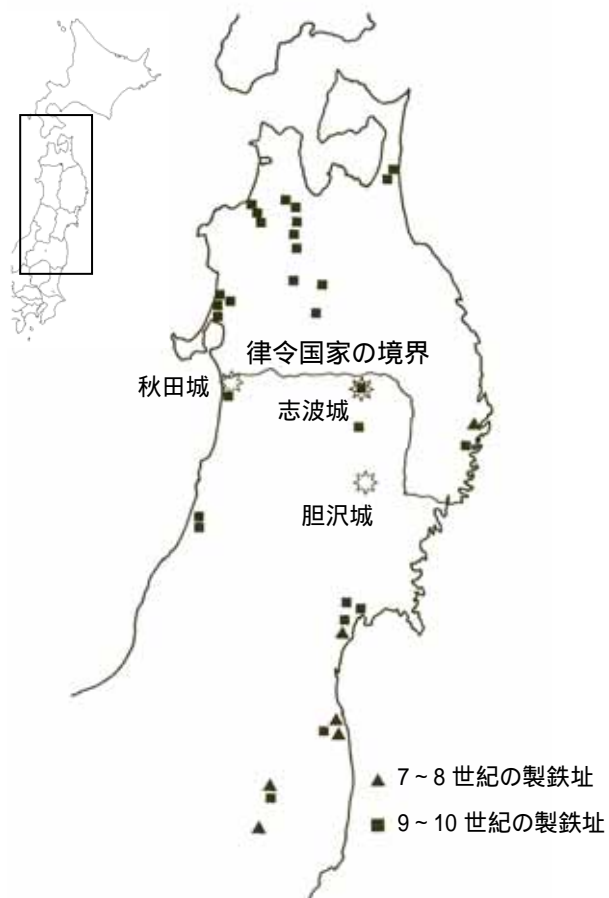 律令国家の境界
秋田城
志波城
胆沢城
▲ 7~8 世紀の製鉄址
■ 9~10 世紀の製鉄址